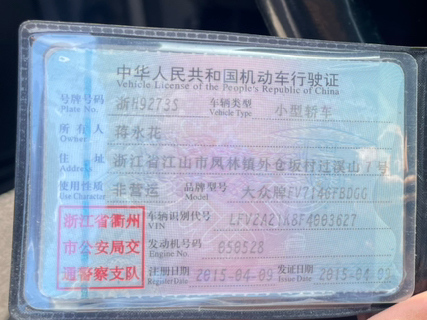 中华人民共和国机动车行驶证
Vehicle License of the People's Republic of China
号牌号码 浙H92735 车辆类型 小型轿车
Plate No. Vehicle Type
所有人 蒋水花
Owner
住址 浙江省江山市凤林镇外仓坂行过溪山7号
Address
使用性质 非营运 品牌型号 大众牌FV7146FBDGG
Use Character Model
浙江省衢州 车辆识别代号 LFV2A21K8F4003627
VIN
市公安局交 发动机号码 850528
Engine No.
通警察支队 注册日期 2015-04-09 发证日期 2015-04-09
Register Date Issue Date